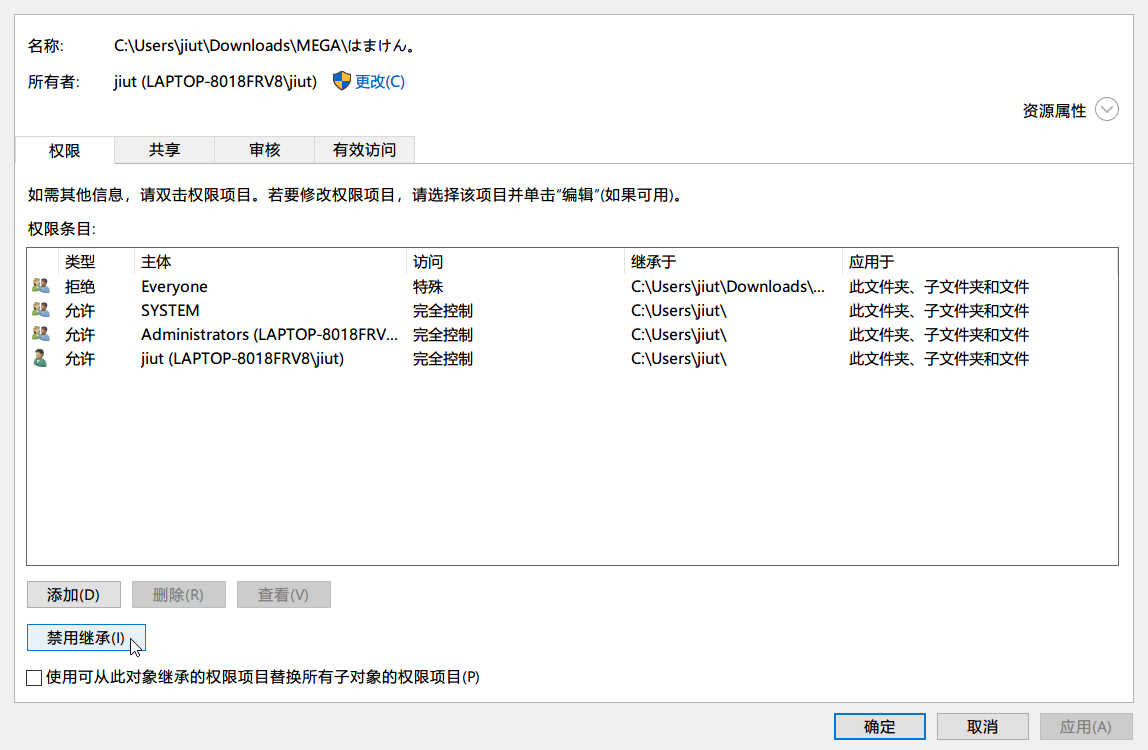 名称: C:\Users\jiut\Downloads\MEGA\はまけん。
所有者: jiut (LAPTOP-8018FRV8\jiut) 更改(C)
资源属性
权限 共享 审核 有效访问
如需其他信息，请双击权限项目。若要修改权限项目，请选择该项目并单击"编辑"(如果可用)。
权限条目:
类型 主体 访问 继承于 应用于
拒绝 Everyone 特殊 C:\Users\jiut\Downloads\... 此文件夹、子文件夹和文件
允许 SYSTEM 完全控制 C:\Users\jiut\ 此文件夹、子文件夹和文件
允许 Administrators (LAPTOP-8018FRV... 完全控制 C:\Users\jiut\ 此文件夹、子文件夹和文件
允许 jiut (LAPTOP-8018FRV8\jiut) 完全控制 C:\Users\jiut\ 此文件夹、子文件夹和文件
添加(D) 删除(R) 查看(V)
禁用继承(I)
使用可从此对象继承的权限项目替换所有子对象的权限项目(P)
确定 取消 应用(A)